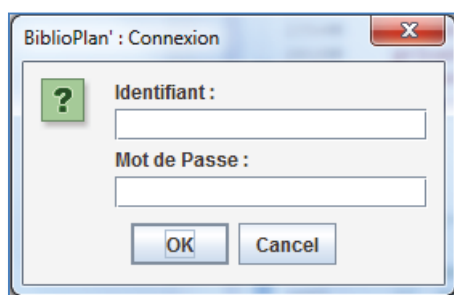 BiblioPlan' : Connexion
Identifiant :
Mot de Passe :
OK Cancel